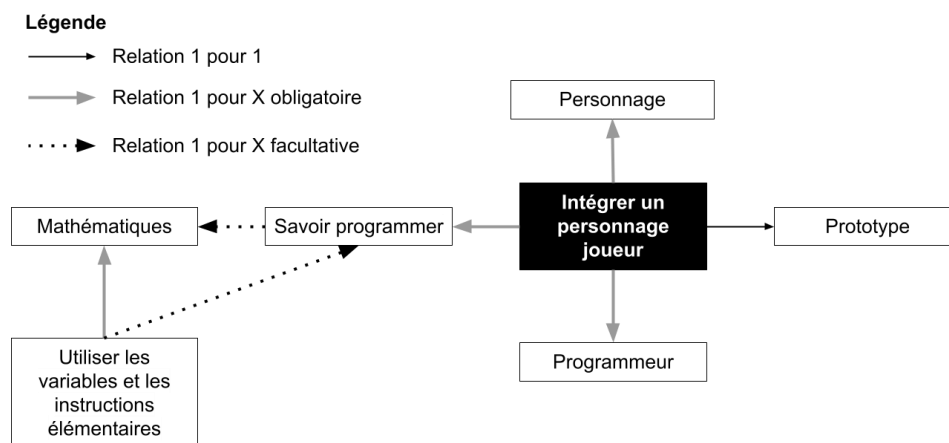 Légende
Relation 1 pour 1
Relation 1 pour X obligatoire
Relation 1 pour X facultative
Personnage
Mathématiques
Savoir programmer
Intégrer un
personnage
joueur
Prototype
Utiliser les
variables et les
instructions
élémentaires
Programmeur